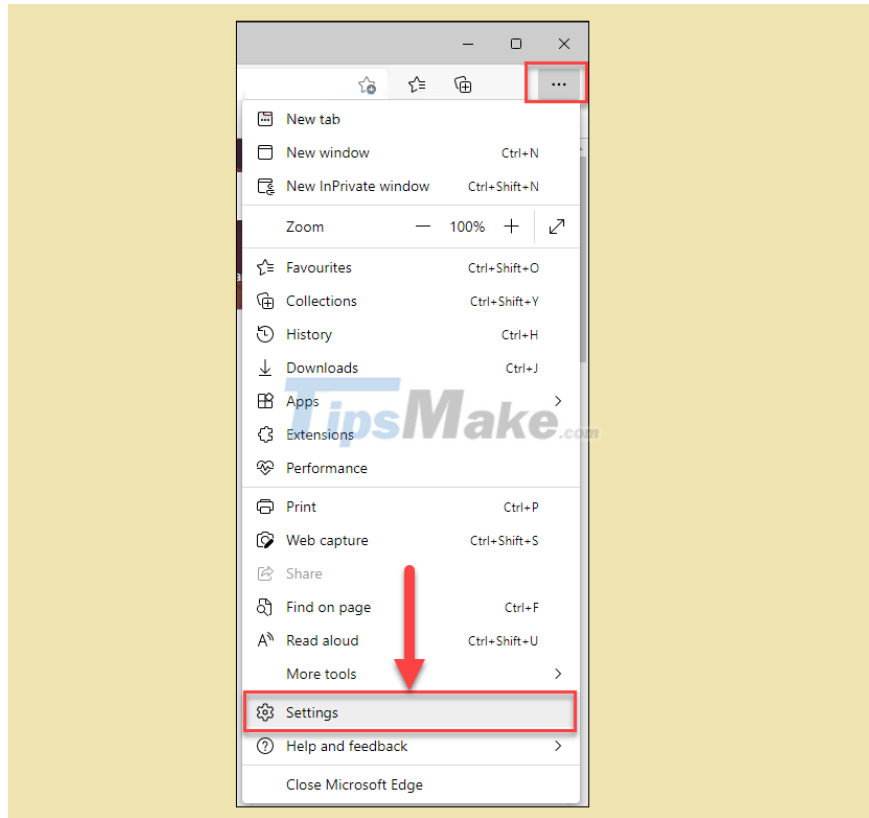 New tab
New window Ctrl+N
New InPrivate window Ctrl+Shift+N
Zoom — 100% +
Favourites Ctrl+Shift+O
Collections Ctrl+Shift+Y
History Ctrl+H
Downloads Ctrl+J
Apps
TipsMake.com
Extensions
Performance
Print Ctrl+P
Web capture Ctrl+Shift+S
Share
Find on page Ctrl+F
Read aloud Ctrl+Shift+U
More tools
Settings
Help and feedback
Close Microsoft Edge